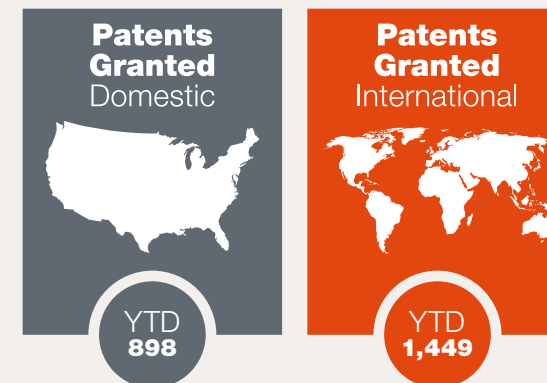 Patents
Granted
Domestic
YTD
898
Patents
Granted
International
YTD
1,449